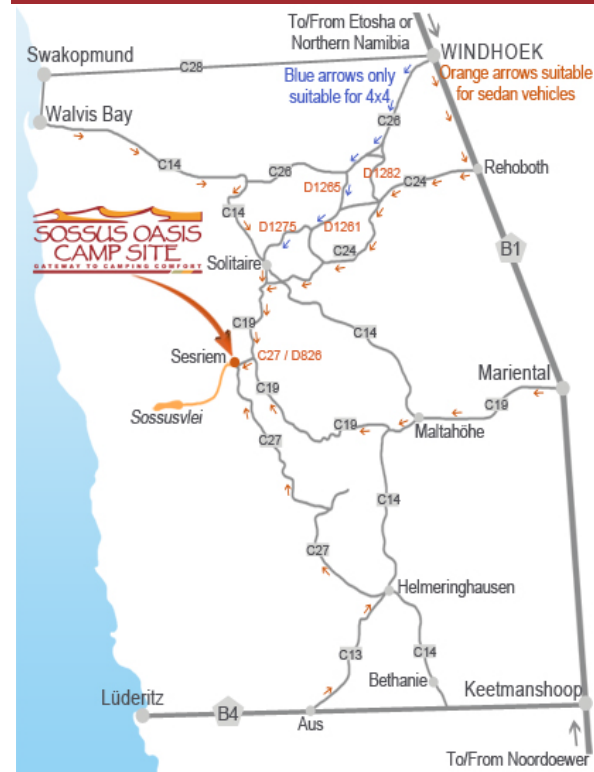 To/From Etosha or
Northern Namibia
WINDHOEK
Swakopmund
C28
Blue arrows only
suitable for 4x4
Orange arrows suitable
for sedan vehicles
Walvis Bay
C26
C14
C26
D1265
D1282
C24
Rehoboth
C14
D1275
D1261
SOSSUS OASIS
CAMP SITE
GATEWAY TO CAMPING COMFORT
C24
B1
Solitaire
C19
C14
Sesriem
C27 / D826
Mariental
C19
C19
Sossusvlei
C19
Maltahöhe
C27
C14
C27
Helmeringhausen
C13
C14
Bethanie
Keetmanshoop
Lüderitz
B4
Aus
To/From Noordoewer